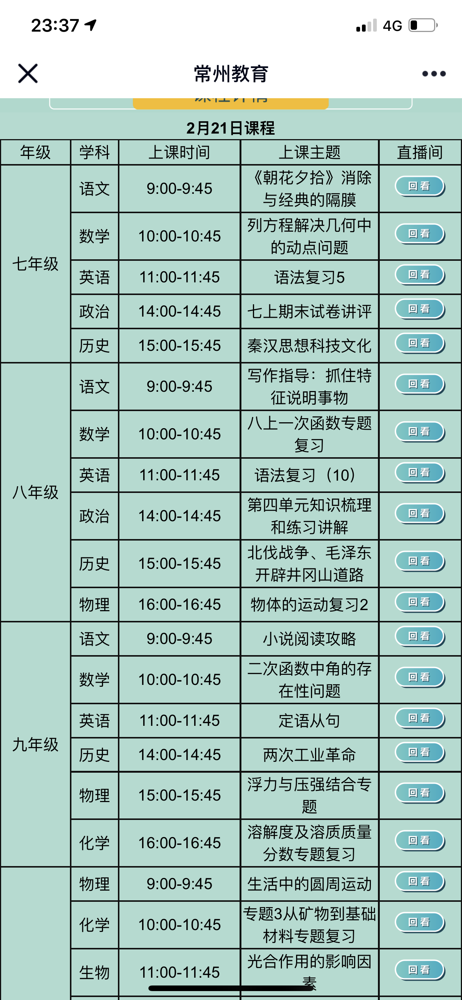 23:37
4G
常州教育
课程详情
2月21日课程
年级 学科 上课时间 上课主题 直播间
七年级
语文 9:00-9:45 《朝花夕拾》消除
与经典的隔膜 回看
数学 10:00-10:45 列方程解决几何中
的动点问题 回看
英语 11:00-11:45 语法复习5 回看
政治 14:00-14:45 七上期末试卷讲评 回看
历史 15:00-15:45 秦汉思想科技文化 回看
八年级
语文 9:00-9:45 写作指导：抓住特
征说明事物 回看
数学 10:00-10:45 八上一次函数专题
复习 回看
英语 11:00-11:45 语法复习（10） 回看
政治 14:00-14:45 第四单元知识梳理
和练习讲解 回看
历史 15:00-15:45 北伐战争、毛泽东
开辟井冈山道路 回看
物理 16:00-16:45 物体的运动复习2 回看
九年级
语文 9:00-9:45 小说阅读攻略 回看
数学 10:00-10:45 二次函数中角的存
在性问题 回看
英语 11:00-11:45 定语从句 回看
历史 14:00-14:45 两次工业革命 回看
物理 15:00-15:45 浮力与压强结合专
题 回看
化学 16:00-16:45 溶解度及溶质质量
分数专题复习 回看
物理 9:00-9:45 生活中的圆周运动 回看
化学 10:00-10:45 专题3从矿物到基础
材料专题复习 回看
生物 11:00-11:45 光合作用的影响因
素 回看